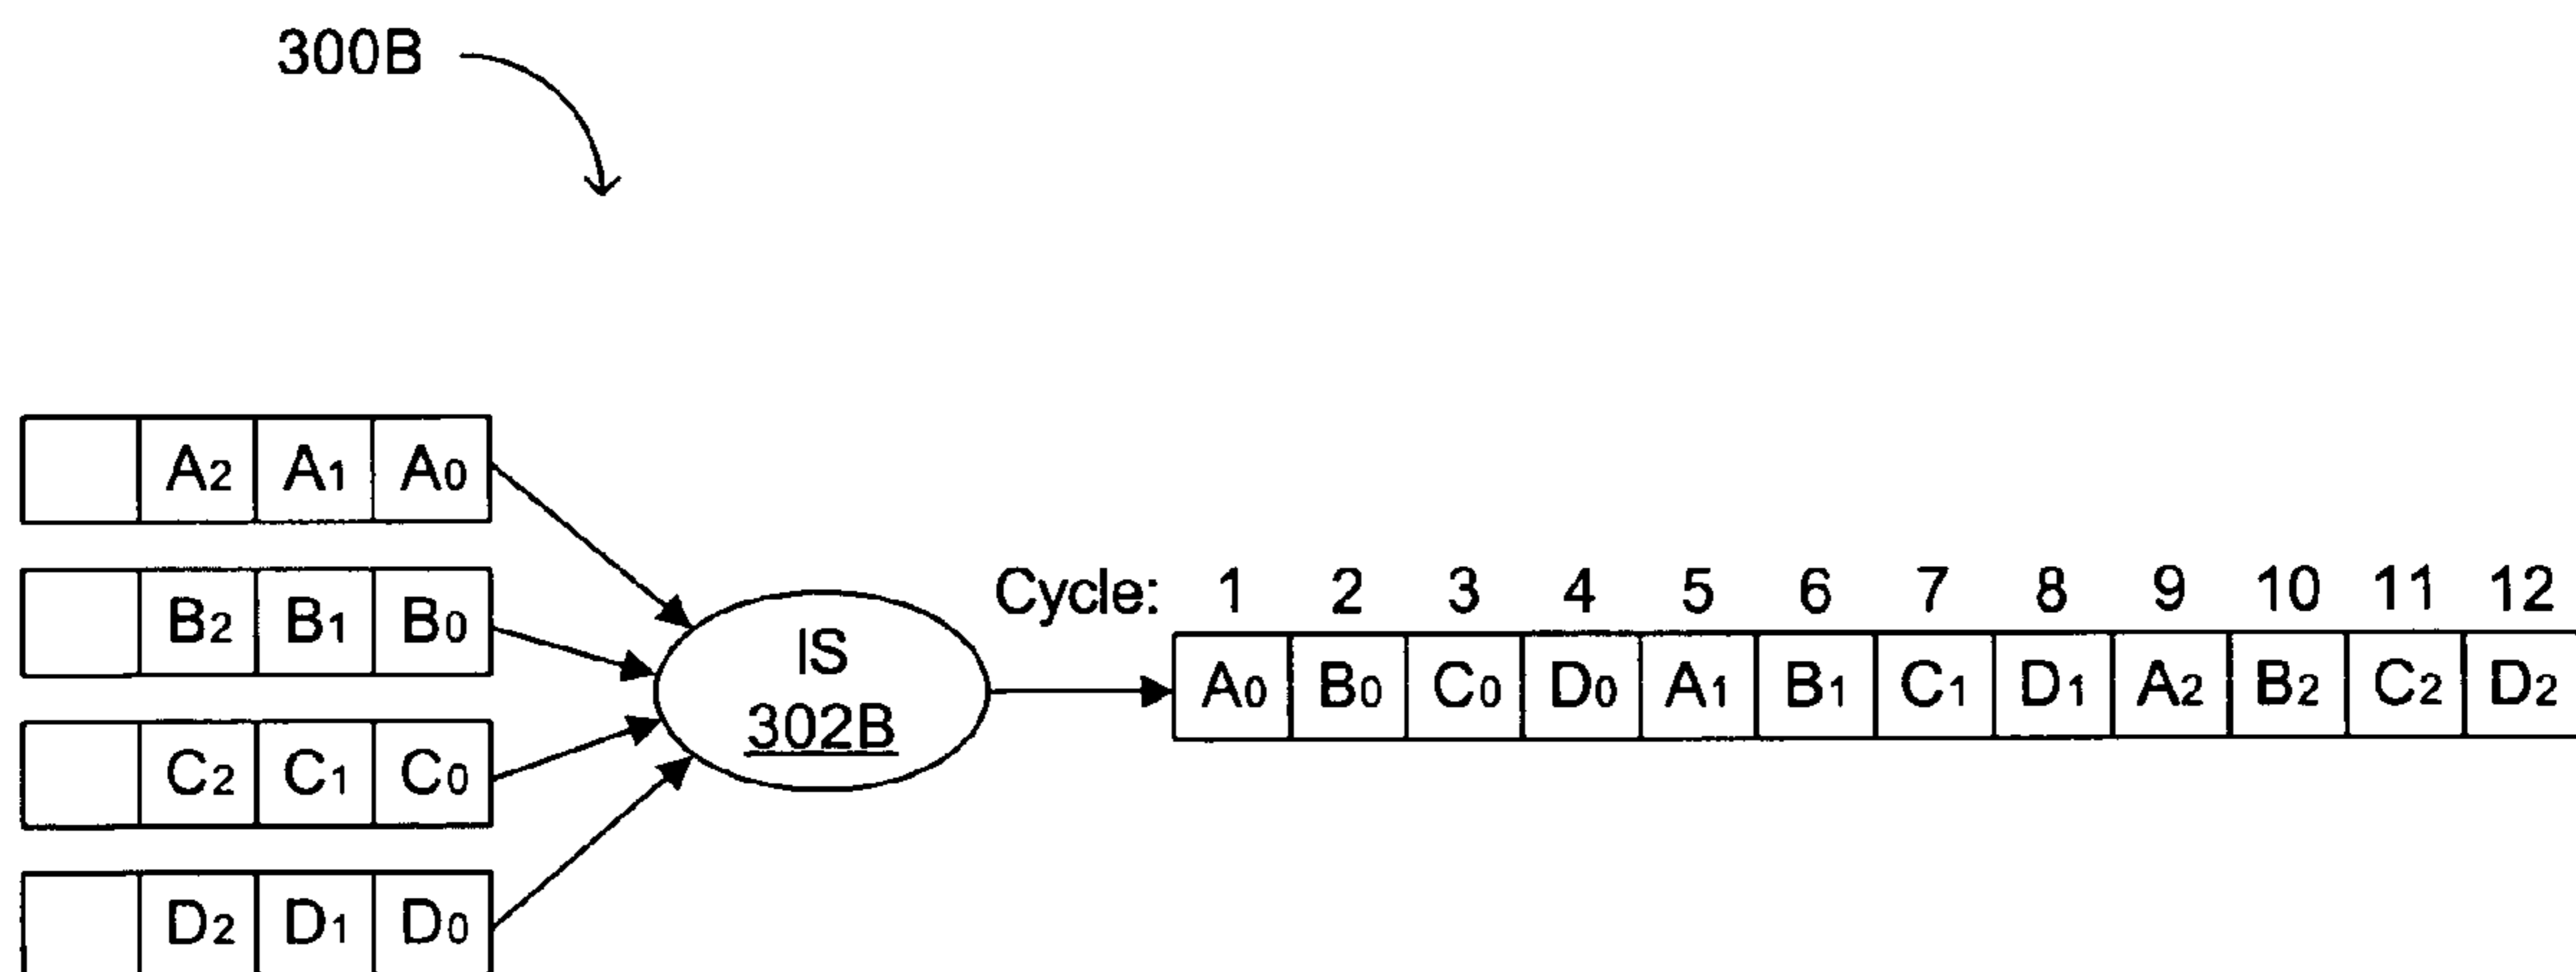 300B
A2 A1 A0
B2 B1 B0
C2 C1 C0
D2 D1 D0
IS
302B
Cycle: 1 2 3 4 5 6 7 8 9 10 11 12
A0 B0 C0 D0 A1 B1 C1 D1 A2 B2 C2 D2